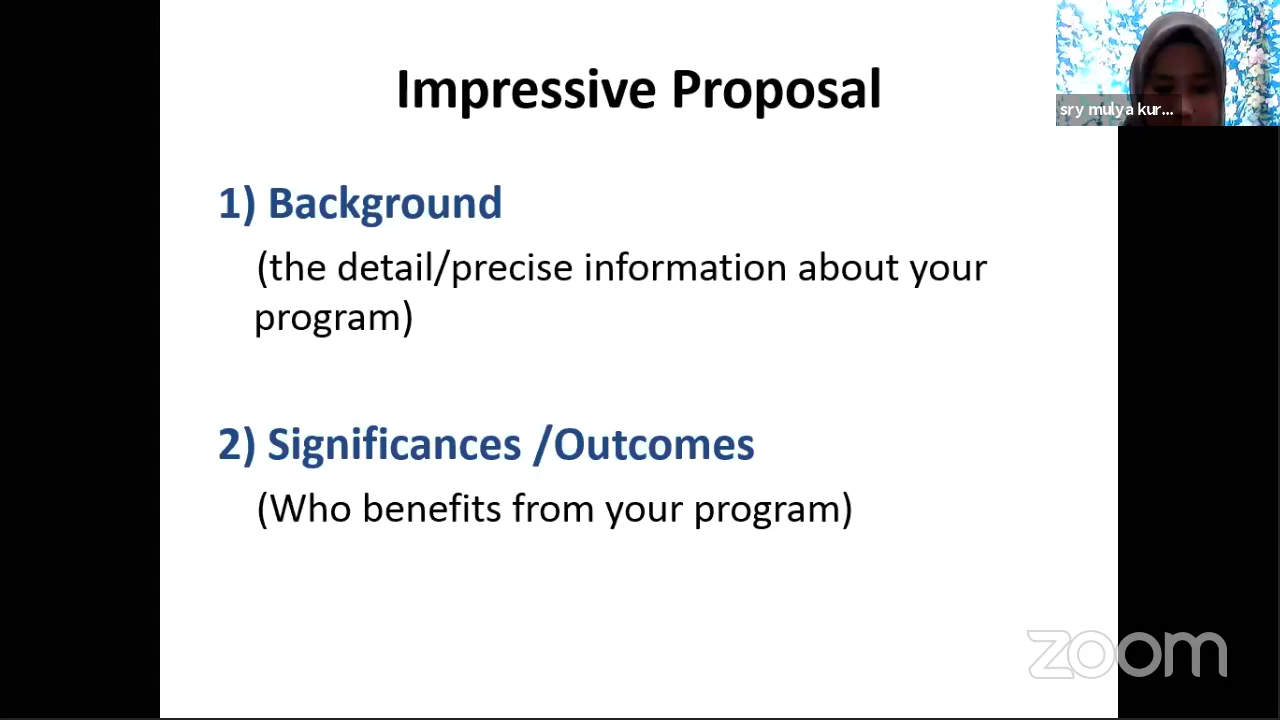 Impressive Proposal
sry mulya kur...
1) Background
(the detail/precise information about your
program)
2) Significances /Outcomes
(Who benefits from your program)
zoom